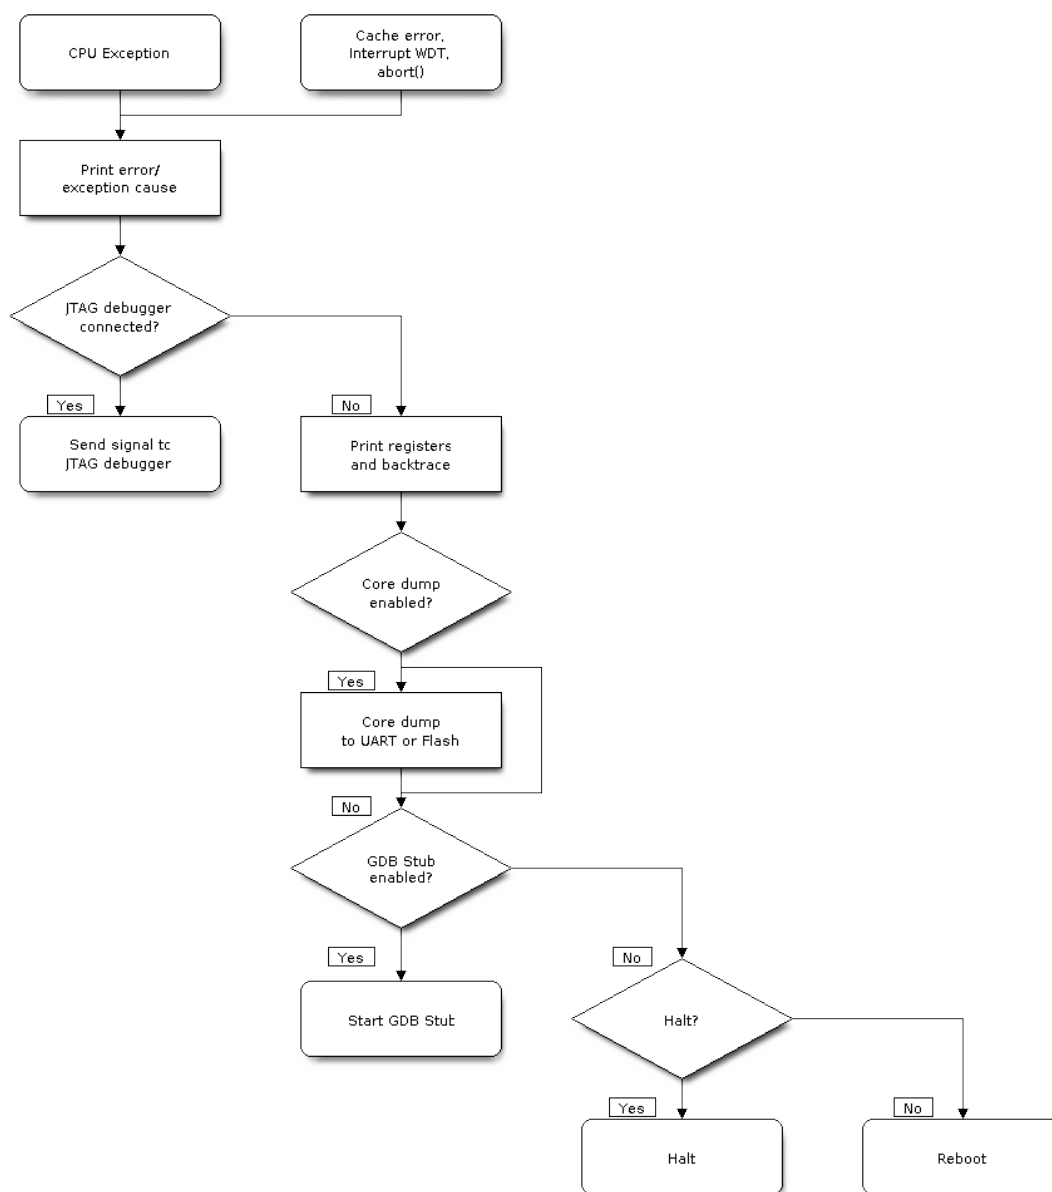 CPU Exception
Cache error,
Interrupt WDT,
abort()
Print error/
exception cause
JTAG debugger
connected?
Yes
No
Send signal to
JTAG debugger
Print registers
and backtrace
Core dump
enabled?
Yes
Core dump
to UART or Flash
No
GDB Stub
enabled?
Yes
No
Start GDB Stub
Halt?
Yes
No
Halt
Reboot